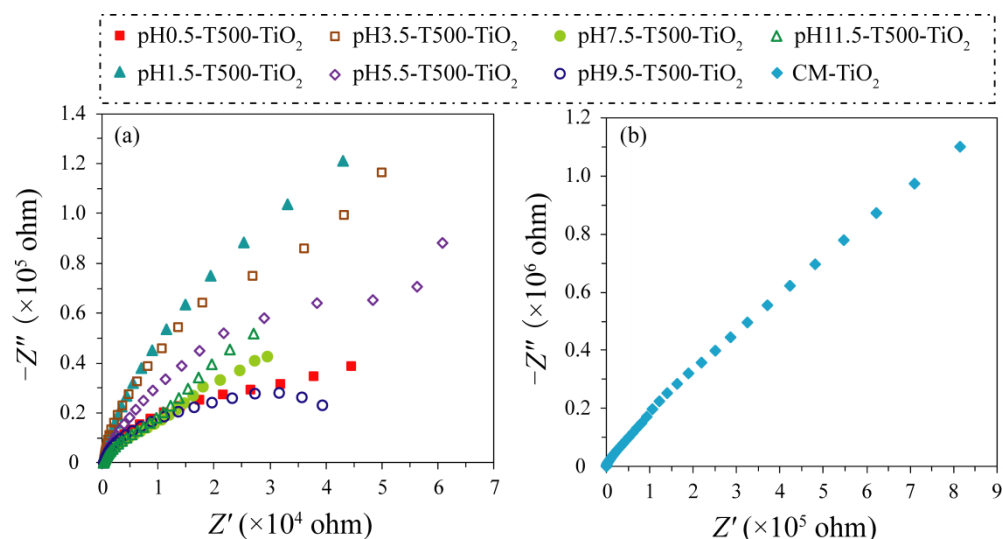 pH0.5-T500-TiO₂ pH3.5-T500-TiO₂ pH7.5-T500-TiO₂ pH11.5-T500-TiO₂
pH1.5-T500-TiO₂ pH5.5-T500-TiO₂ pH9.5-T500-TiO₂ CM-TiO₂
(a)
−Z″ (×10⁵ ohm)
1.4
1.2
1.0
0.8
0.6
0.4
0.2
0
0 1 2 3 4 5 6 7
Z′ (×10⁴ ohm)
(b)
−Z″ (×10⁶ ohm)
1.2
1.0
0.8
0.6
0.4
0.2
0
0 1 2 3 4 5 6 7 8 9
Z′ (×10⁵ ohm)